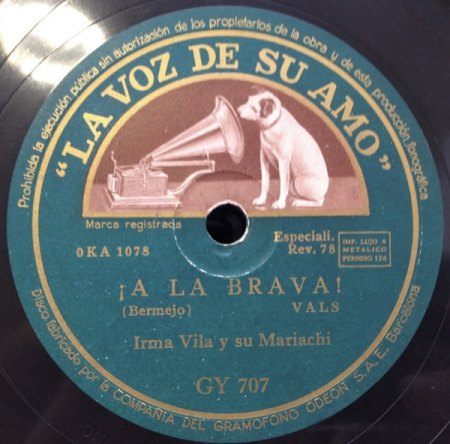 Prohibida la ejecución pública sin autorización de los propietarios de la obra y de esta producción fonográfica
"LA VOZ DE SU AMO"
Marca registrada
OKA 1078
Especiali.
Rev. 78
IMP. LUJO A
METALICO
PERMISO 126
¡A LA BRAVA!
(Bermejo) VALS
Irma Vila y su Mariachi
GY 707
Disco fabricado por la COMPAÑIA DEL GRAMÓFONO ODEON S.A.E. Barcelona